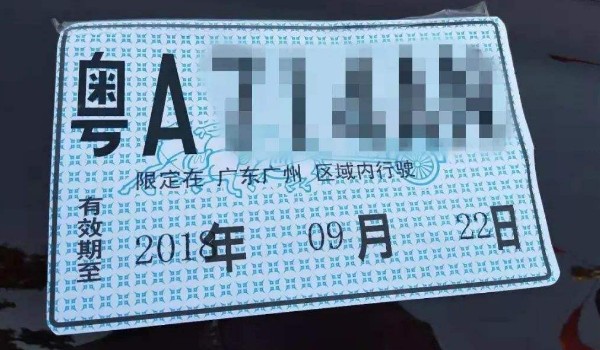 粤A
限定在 广东广州 区域内行驶
有效期至
2018年 09月 22日